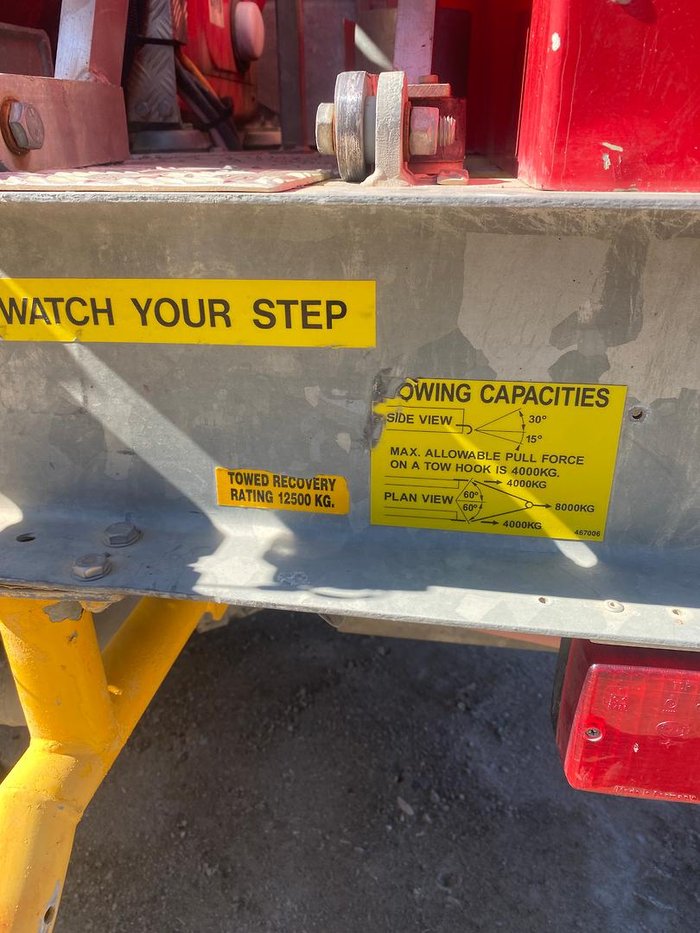 WATCH YOUR STEP
OWING CAPACITIES
SIDE VIEW
30°
15°
MAX. ALLOWABLE PULL FORCE
ON A TOW HOOK IS 4000KG.
4000KG
PLAN VIEW
60°
60°
8000KG
4000KG
467006
TOWED RECOVERY
RATING 12500 KG.